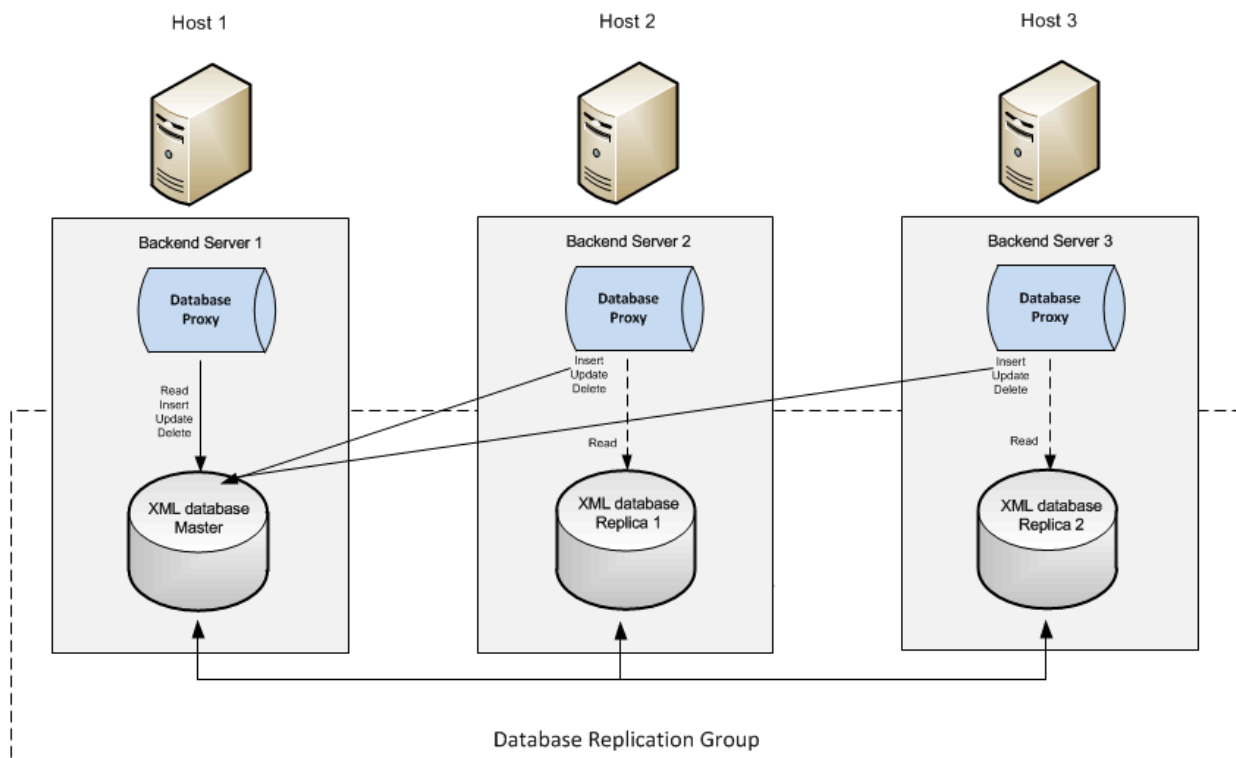 Host 1
Host 2
Host 3
Backend Server 1
Backend Server 2
Backend Server 3
Database
Proxy
Database
Proxy
Database
Proxy
Read
Insert
Update
Delete
Insert
Update
Delete
Read
Insert
Update
Delete
Read
XML database
Master
XML database
Replica 1
XML database
Replica 2
Database Replication Group